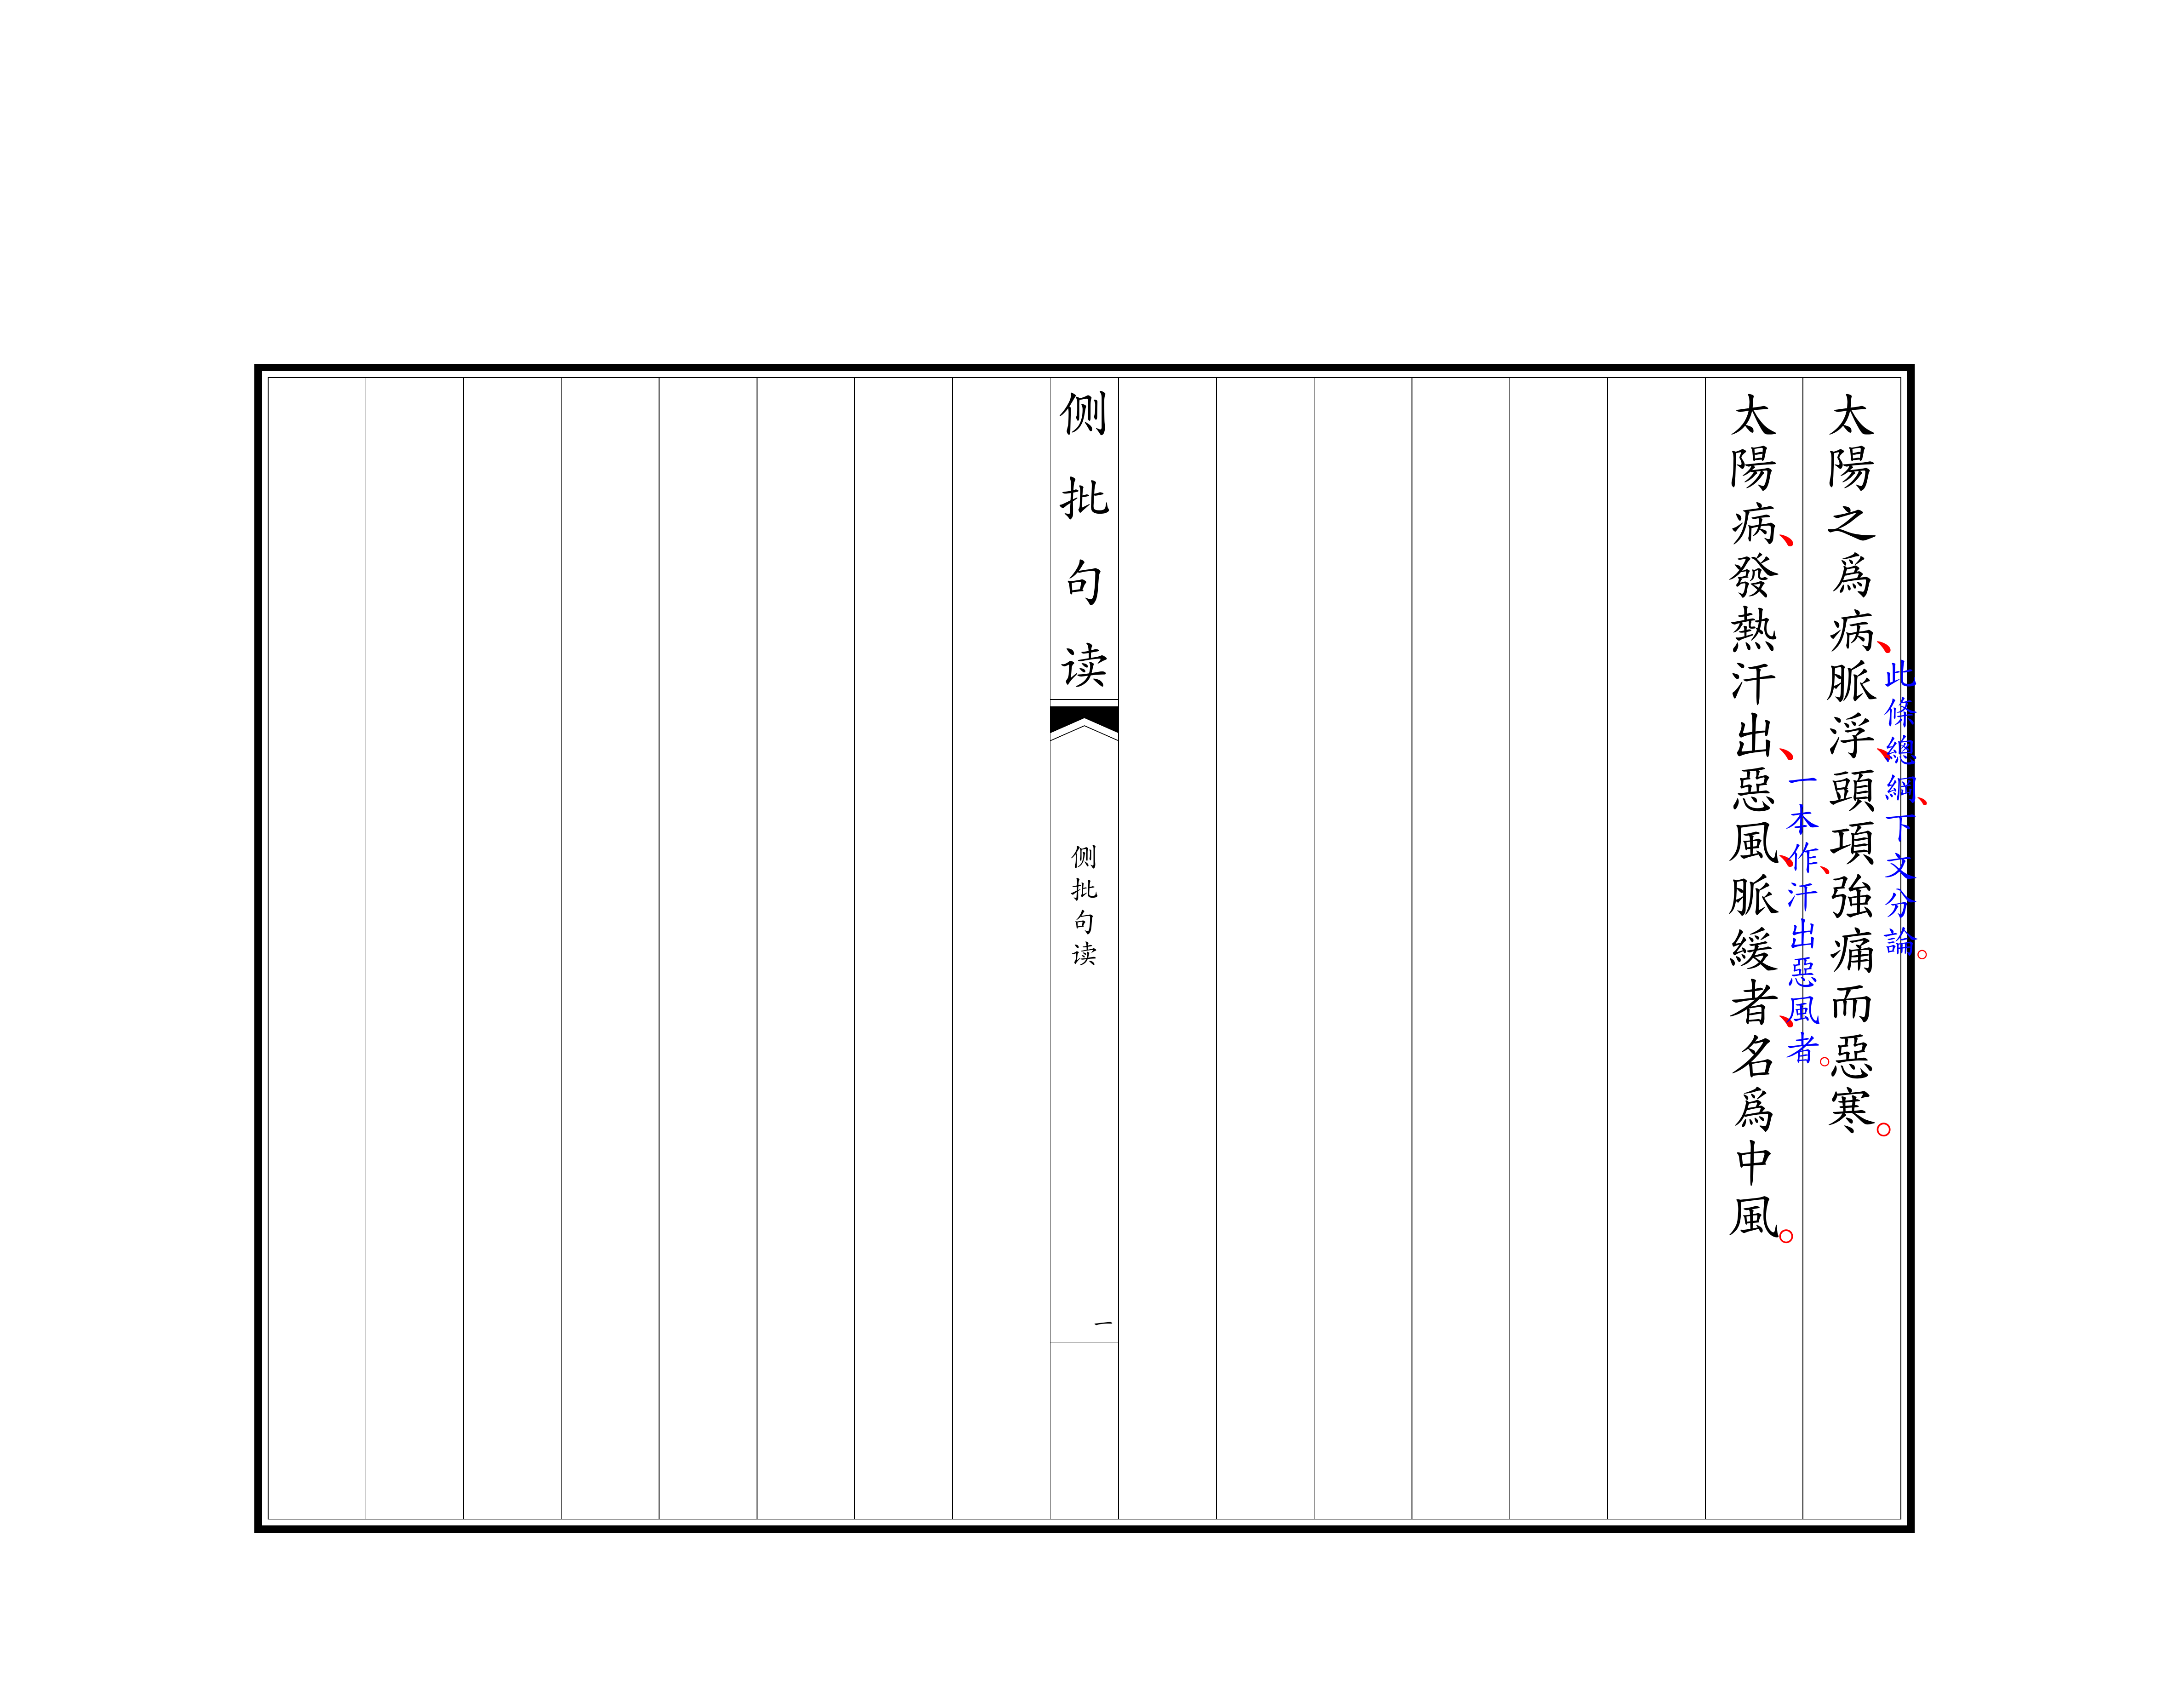 太陽之爲病、脈浮、頭項強痛而惡寒。
此條總綱、下文分論。
太陽病、發熱汗出、惡風、脈緩者、名爲中風。
一本作、汗出惡風者。
侧批句读
侧批句读
一